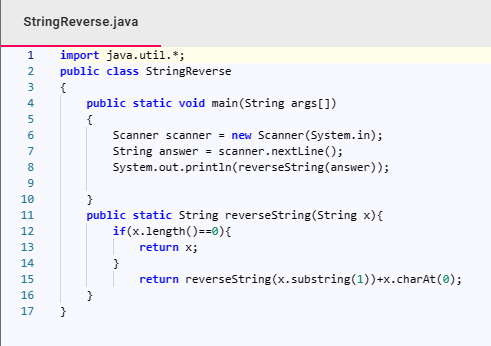 StringReverse.java
1 import java.util.*;
2 public class StringReverse
3 {
4     public static void main(String args[])
5     {
6         Scanner scanner = new Scanner(System.in);
7         String answer = scanner.nextLine();
8         System.out.println(reverseString(answer));
9
10     }
11     public static String reverseString(String x){
12         if(x.length()==0){
13             return x;
14         }
15             return reverseString(x.substring(1))+x.charAt(0);
16     }
17 }